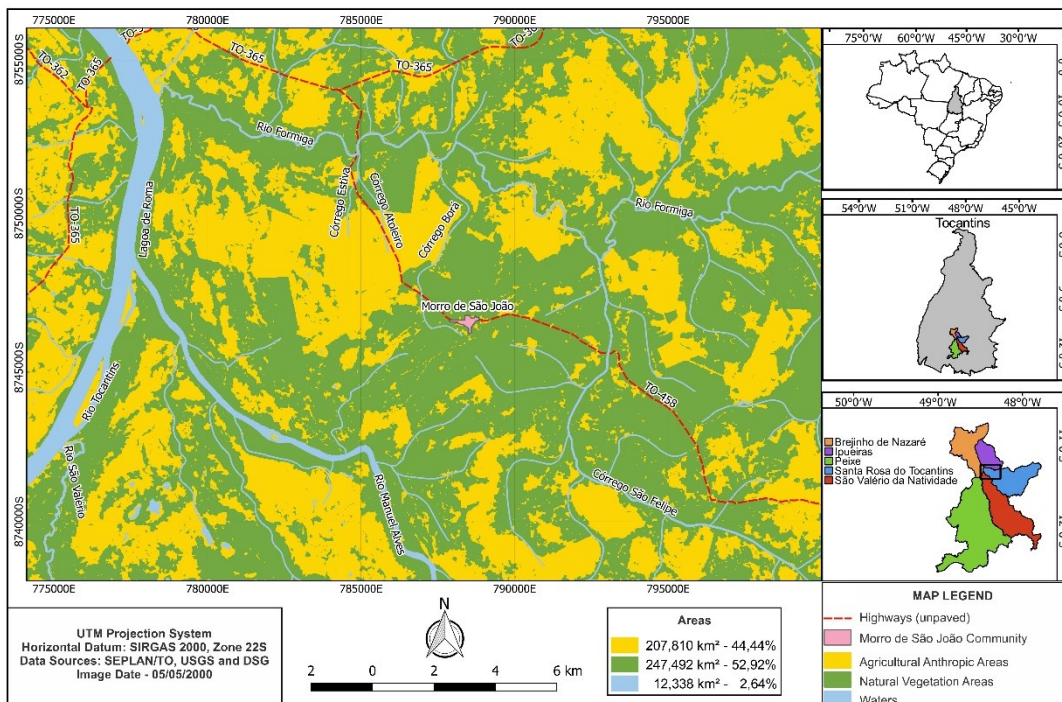 775000E
780000E
785000E
790000E
795000E
8755000S
8750000S
8745000S
8740000S
TO-362
TO-365
TO-365
TO-365
TO-365
Rio Formiga
Córrego Estiva
Córrego Atoleiro
Córrego Borá
Rio Formiga
Lagoa de Roma
Morro de São João
TO-458
Rio Tocantins
Rio São Valério
Rio Manuel Alves
Córrego São Felipe
775000E
780000E
785000E
790000E
795000E
75°0'W
60°0'W
45°0'W
30°0'W
54°0'W
51°0'W
48°0'W
45°0'W
Tocantins
50°0'W
49°0'W
48°0'W
Brejinho de Nazaré
Ipueiras
Peixe
Santa Rosa do Tocantins
São Valério da Natividade
UTM Projection System
Horizontal Datum: SIRGAS 2000, Zone 22S
Data Sources: SEPLAN/TO, USGS and DSG
Image Date - 05/05/2000
N
2 0 2 4 6 km
Areas
207,810 km² - 44,44%
247,492 km² - 52,92%
12,338 km² - 2,64%
MAP LEGEND
Highways (unpaved)
Morro de São João Community
Agricultural Anthropic Areas
Natural Vegetation Areas
Waters